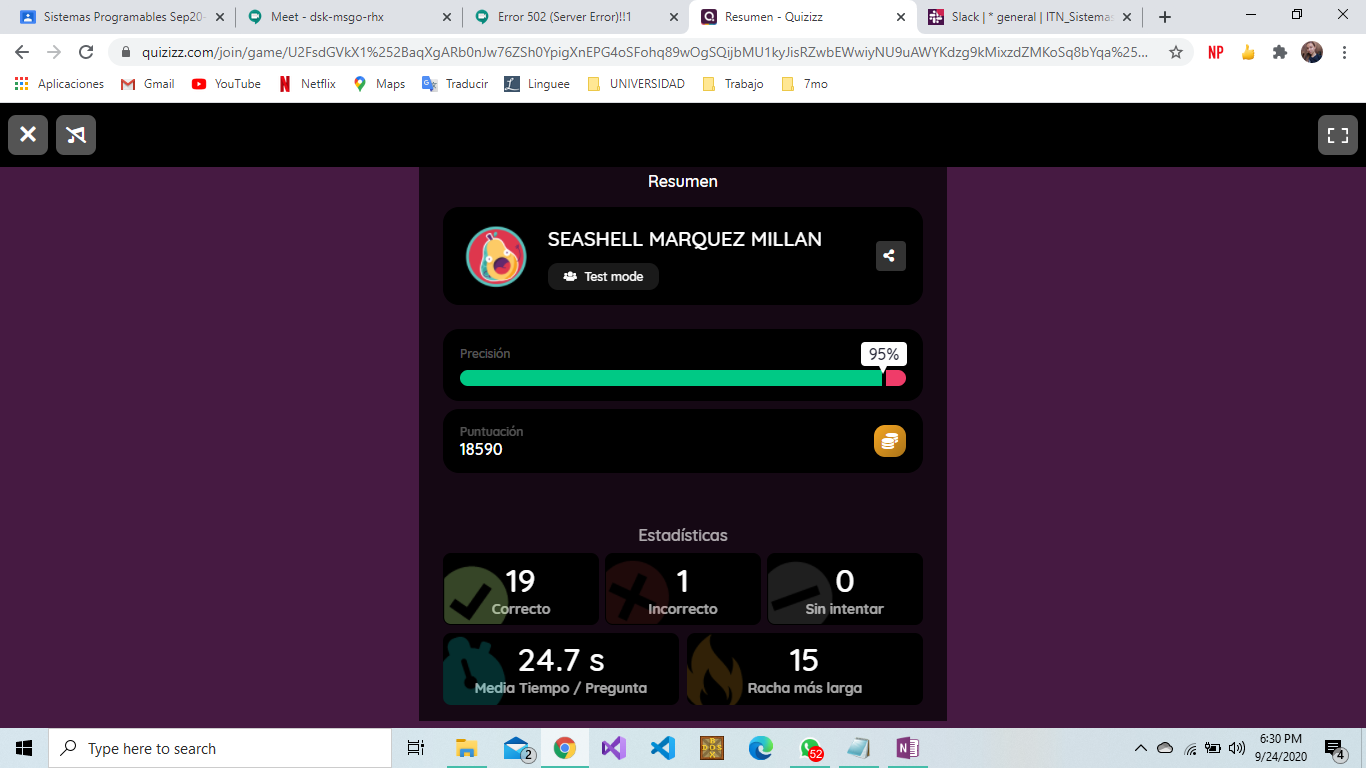 Sistemas Programables Sep20-
Meet - dsk-msgo-rhx
Error 502 (Server Error)!!1
Resumen - Quizizz
Slack | * general | ITN_Sistemas
quizizz.com/join/game/U2FsdGVkX1%252BaqXgARb0nJw76ZSh0YpigXnEPG4oSFohq89wOgSQijbMU1kyJisRZwbEWwiyNU9uAWYKdzg9kMixzdZMKoSq8bYqa%25...
NP
Aplicaciones
Gmail
YouTube
Netflix
Maps
Traducir
Linguee
UNIVERSIDAD
Trabajo
7mo
Resumen
SEASHELL MARQUEZ MILLAN
Test mode
Precisión
95%
Puntuación
18590
Estadísticas
19
Correcto
1
Incorrecto
0
Sin intentar
24.7 s
Media Tiempo / Pregunta
15
Racha más larga
Type here to search
2
52
6:30 PM
9/24/2020
4